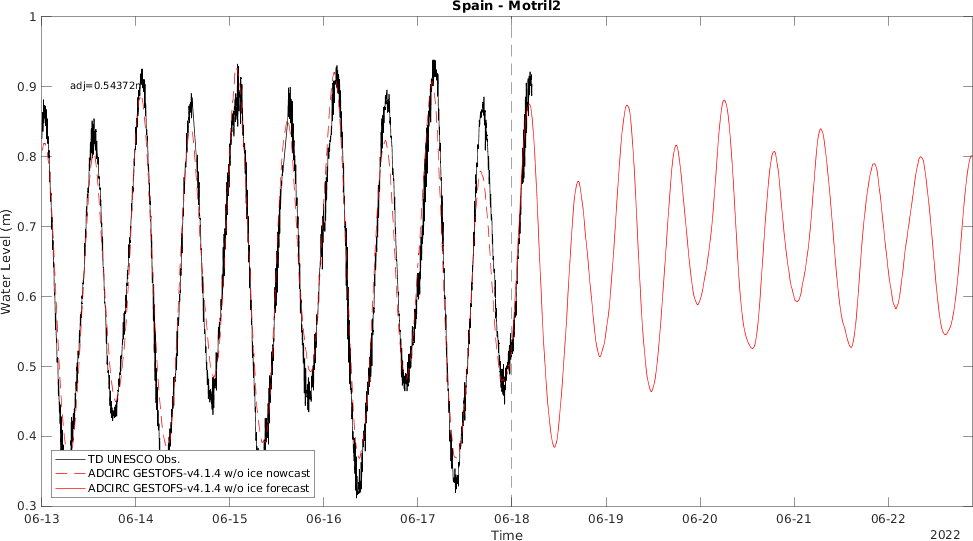 Spain - Motril2
1
0.9
0.8
0.7
0.6
0.5
0.4
0.3
Water Level (m)
adj=0.54372m
TD UNESCO Obs.
ADCIRC GESTOFS-v4.1.4 w/o ice nowcast
ADCIRC GESTOFS-v4.1.4 w/o ice forecast
06-13 06-14 06-15 06-16 06-17 06-18 06-19 06-20 06-21 06-22
Time
2022